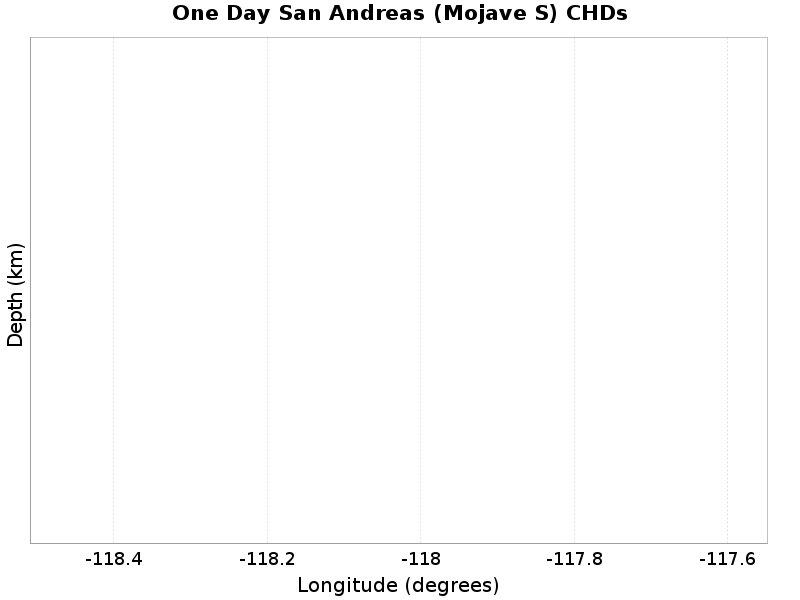 One Day San Andreas (Mojave S) CHDs
Depth (km)
-118.4 -118.2 -118 -117.8 -117.6
Longitude (degrees)